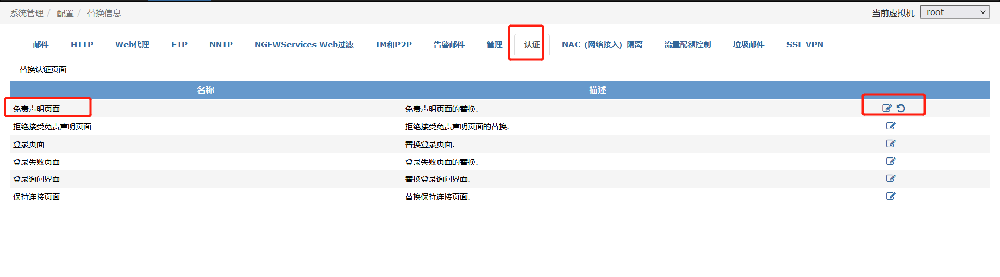 系统管理 / 配置 / 替换信息
当前虚拟机 root
邮件 HTTP Web代理 FTP NNTP NGFWServices Web过滤 IM和P2P 告警邮件 管理 认证 NAC（网络接入）隔离 流量配额控制 垃圾邮件 SSL VPN
替换认证页面
名称 描述
免责声明页面 免责声明页面的替换.
拒绝接受免责声明页面 拒绝接受免责声明页面的替换.
登录页面 替换登录页面.
登录失败页面 登录失败页面的替换.
登录询问界面 替换登录询问界面.
保持连接页面 替换保持连接页面.